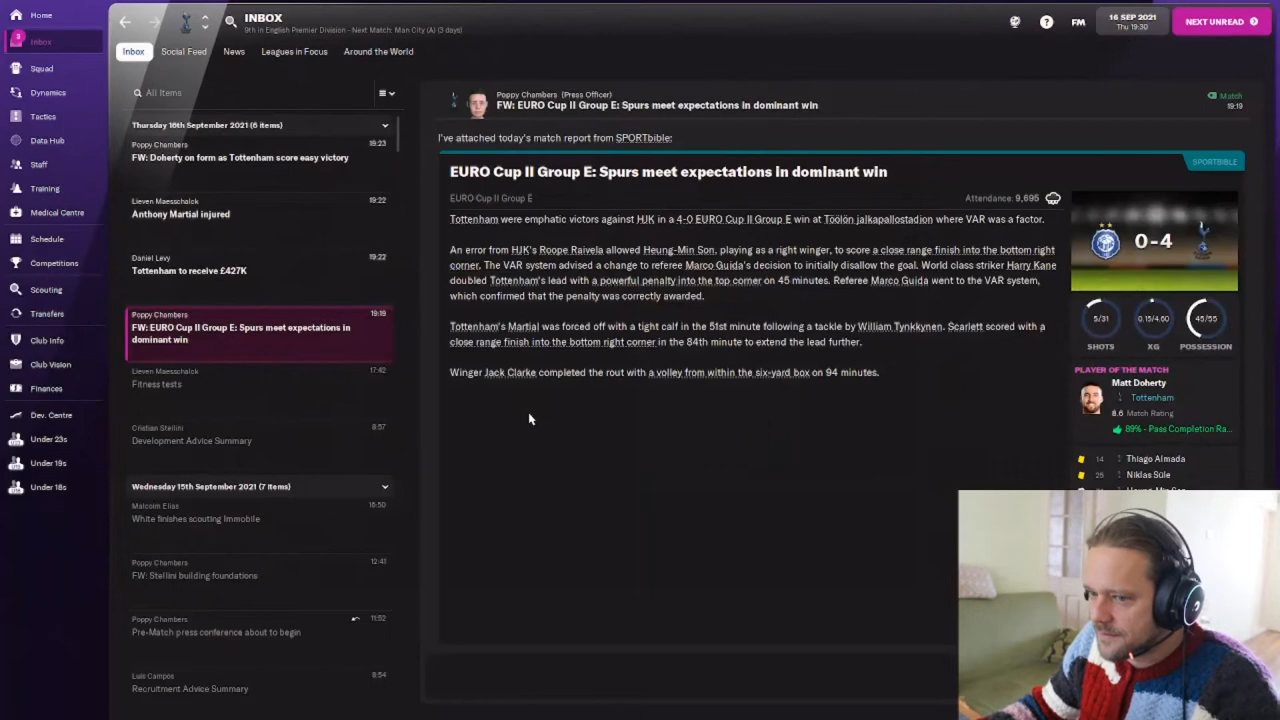 Home
INBOX
9th in English Premier Division - Next Match: Man City (A) (3 days)
FM
16 SEP 2021
Thu 19:30
NEXT UNREAD
3
Inbox
Squad
Dynamics
Tactics
Data Hub
Staff
Training
Medical Centre
Schedule
Competitions
Scouting
Transfers
Club Info
Club Vision
Finances
Dev. Centre
Under 23s
Under 19s
Under 18s
Inbox
Social Feed
News
Leagues in Focus
Around the World
All Items
Thursday 16th September 2021 (6 items)
Poppy Chambers 19:23
FW: Doherty on form as Tottenham score easy victory
Lieven Maesschalck 19:22
Anthony Martial injured
Daniel Levy 19:22
Tottenham to receive £427K
Poppy Chambers 19:19
FW: EURO Cup II Group E: Spurs meet expectations in
dominant win
Lieven Maesschalck 17:42
Fitness tests
Cristian Stellini 8:57
Development Advice Summary
Wednesday 15th September 2021 (7 items)
Malcolm Elias 16:50
White finishes scouting Immobile
Poppy Chambers 12:41
FW: Stellini building foundations
Poppy Chambers 11:52
Pre-Match press conference about to begin
Luis Campos 8:54
Recruitment Advice Summary
Poppy Chambers (Press Officer)
FW: EURO Cup II Group E: Spurs meet expectations in dominant win
Match
19:19
I've attached today's match report from SPORTbible:
SPORTBIBLE
EURO Cup II Group E: Spurs meet expectations in dominant win
EURO Cup II Group E
Attendance: 9,695
Tottenham were emphatic victors against HJK in a 4-0 EURO Cup II Group E win at Töölön jalkapallostadion where VAR was a factor.
An error from HJK's Roope Raivela allowed Heung-Min Son, playing as a right winger, to score a close range finish into the bottom right
corner. The VAR system advised a change to referee Marco Guida's decision to initially disallow the goal. World class striker Harry Kane
doubled Tottenham's lead with a powerful penalty into the top corner on 45 minutes. Referee Marco Guida went to the VAR system,
which confirmed that the penalty was correctly awarded.
Tottenham's Martial was forced off with a tight calf in the 51st minute following a tackle by William Tynkkynen. Scarlett scored with a
close range finish into the bottom right corner in the 84th minute to extend the lead further.
Winger Jack Clarke completed the rout with a volley from within the six-yard box on 94 minutes.
0-4
5/31
0.15/4.60
45/55
SHOTS
XG
POSSESSION
PLAYER OF THE MATCH
Matt Doherty
Tottenham
8.6 Match Rating
89% - Pass Completion Ra...
14 Thiago Almada
25 Niklas Süle
Heung-Min Son